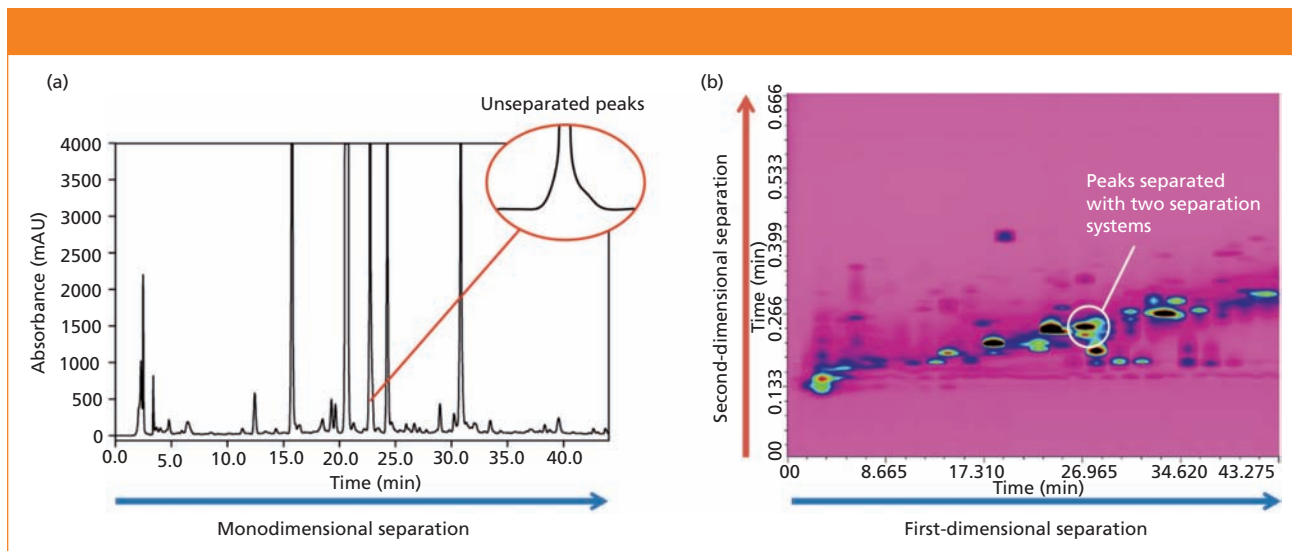 (a)
Unseparated peaks
Absorbance (mAU)
4000
3500
3000
2500
2000
1500
1000
500
0
0.0 5.0 10.0 15.0 20.0 25.0 30.0 35.0 40.0
Time (min)
Monodimensional separation
(b)
Second-dimensional separation
Time (min)
0.666
0.533
0.399
0.266
0.133
00
Peaks separated
with two separation
systems
00 8.665 17.310 26.965 34.620 43.275
Time (min)
First-dimensional separation